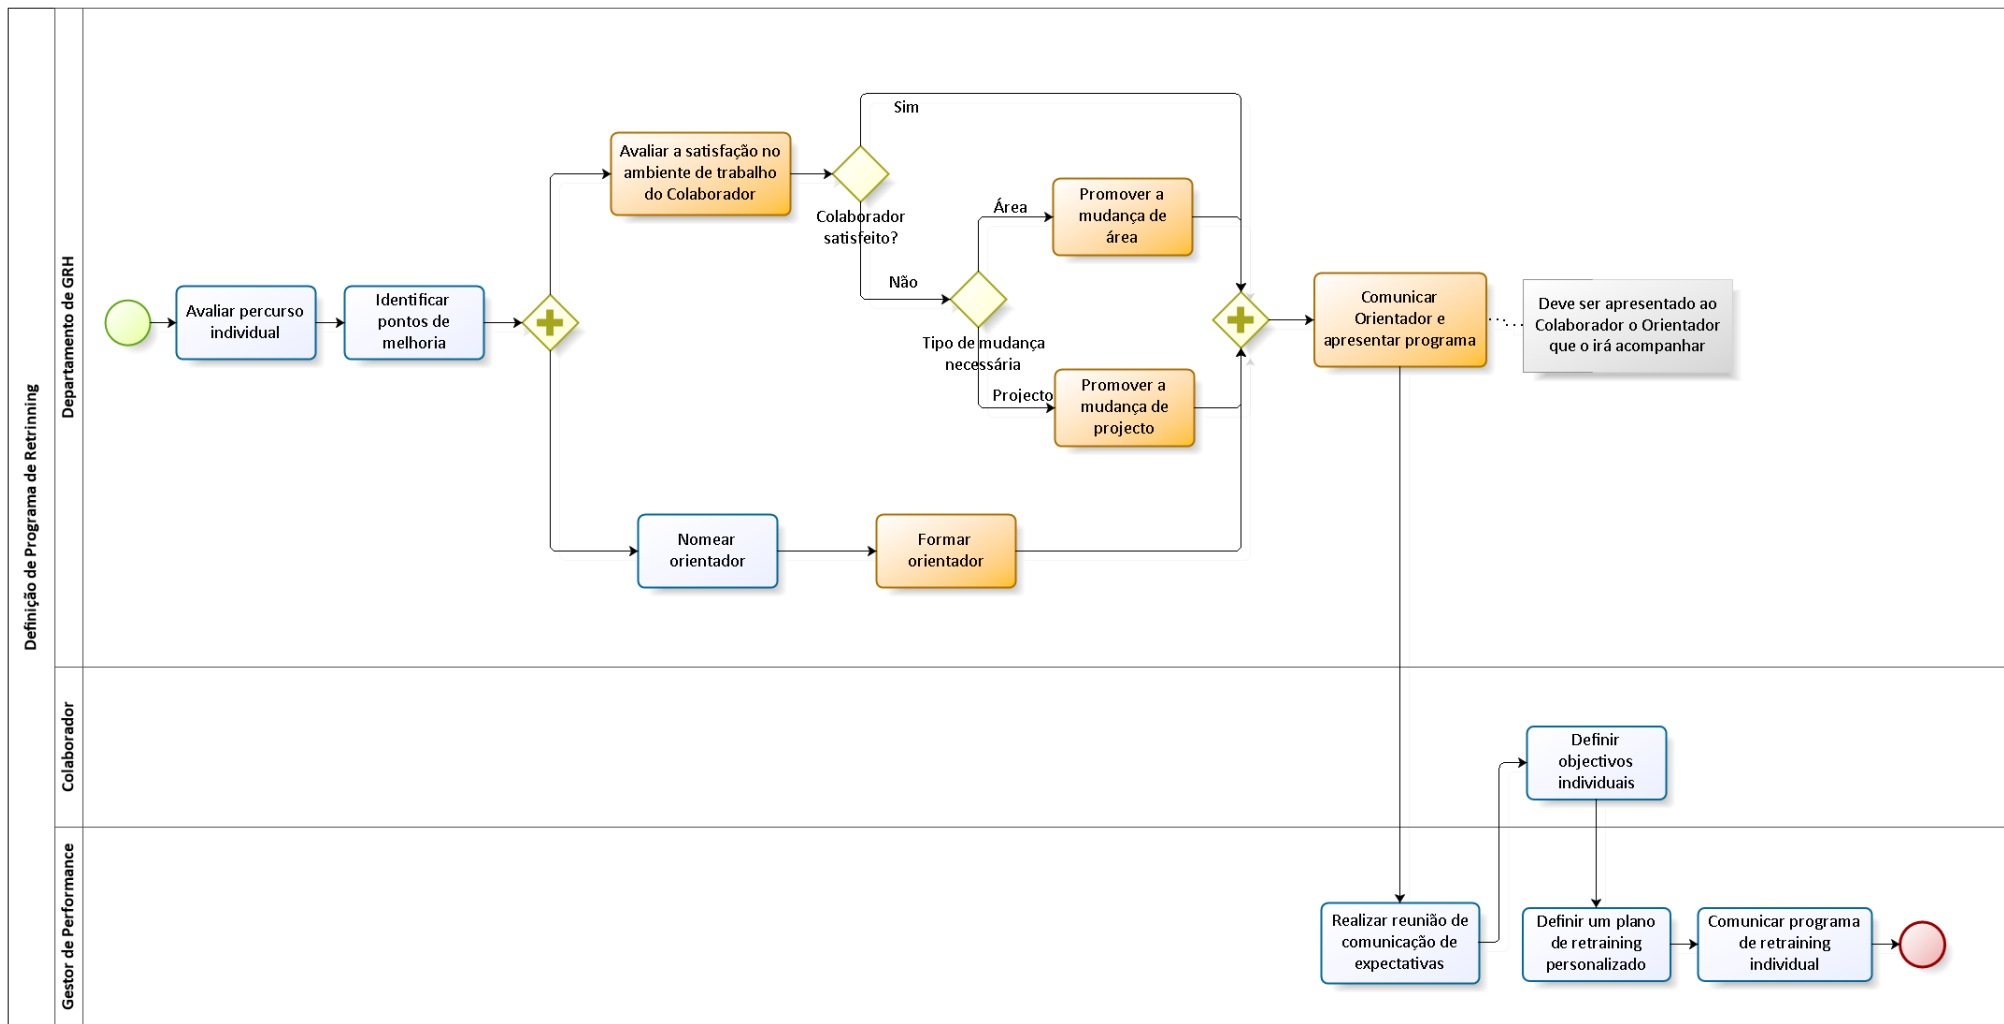 Definição de Programa de Retrinning
Departamento de GRH
Avaliar percurso
individual
Identificar
pontos de
melhoria
Avaliar a satisfação no
ambiente de trabalho
do Colaborador
Colaborador
satisfeito?
Sim
Não
Tipo de mudança
necessária
Área
Projecto
Promover a
mudança de
área
Promover a
mudança de
projecto
Nomear
orientador
Formar
orientador
Comunicar
Orientador e
apresentar programa
Deve ser apresentado ao
Colaborador o Orientador
que o irá acompanhar
Colaborador
Definir
objectivos
individuais
Gestor de Performance
Realizar reunião de
comunicação de
expectativas
Definir um plano
de retraining
personalizado
Comunicar programa
de retraining
individual